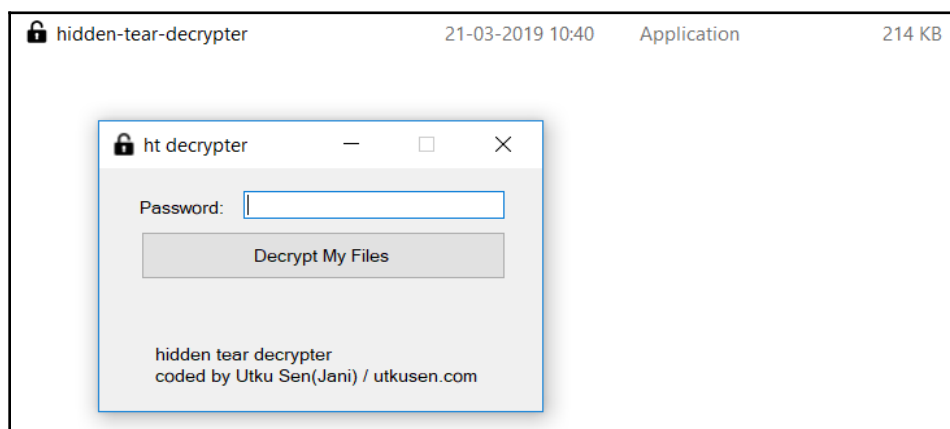 hidden-tear-decrypter 21-03-2019 10:40 Application 214 KB
ht decrypter
Password:
Decrypt My Files
hidden tear decrypter
coded by Utku Sen(Jani) / utkusen.com